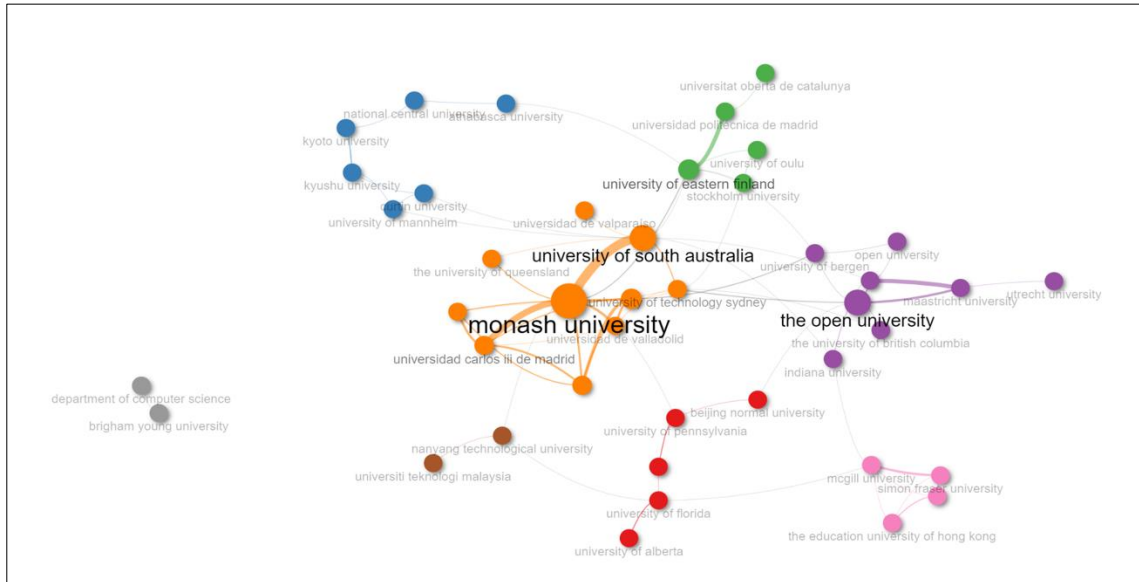 universitat oberta de catalunya
national central university
athabasca university
universidad politécnica de madrid
kyoto university
university of oulu
kyushu university
university of eastern finland
stockholm university
curtin university
university of mannheim
universidad de valparaíso
university of south australia
open university
the university of queensland
university of bergen
university of technology sydney
maastricht university
utrecht university
monash university
the open university
universidad de valladolid
the university of british columbia
universidad carlos iii de madrid
indiana university
department of computer science
beijing normal university
brigham young university
university of pennsylvania
nanyang technological university
universiti teknologi malaysia
mcgill university
simon fraser university
university of florida
the education university of hong kong
university of alberta